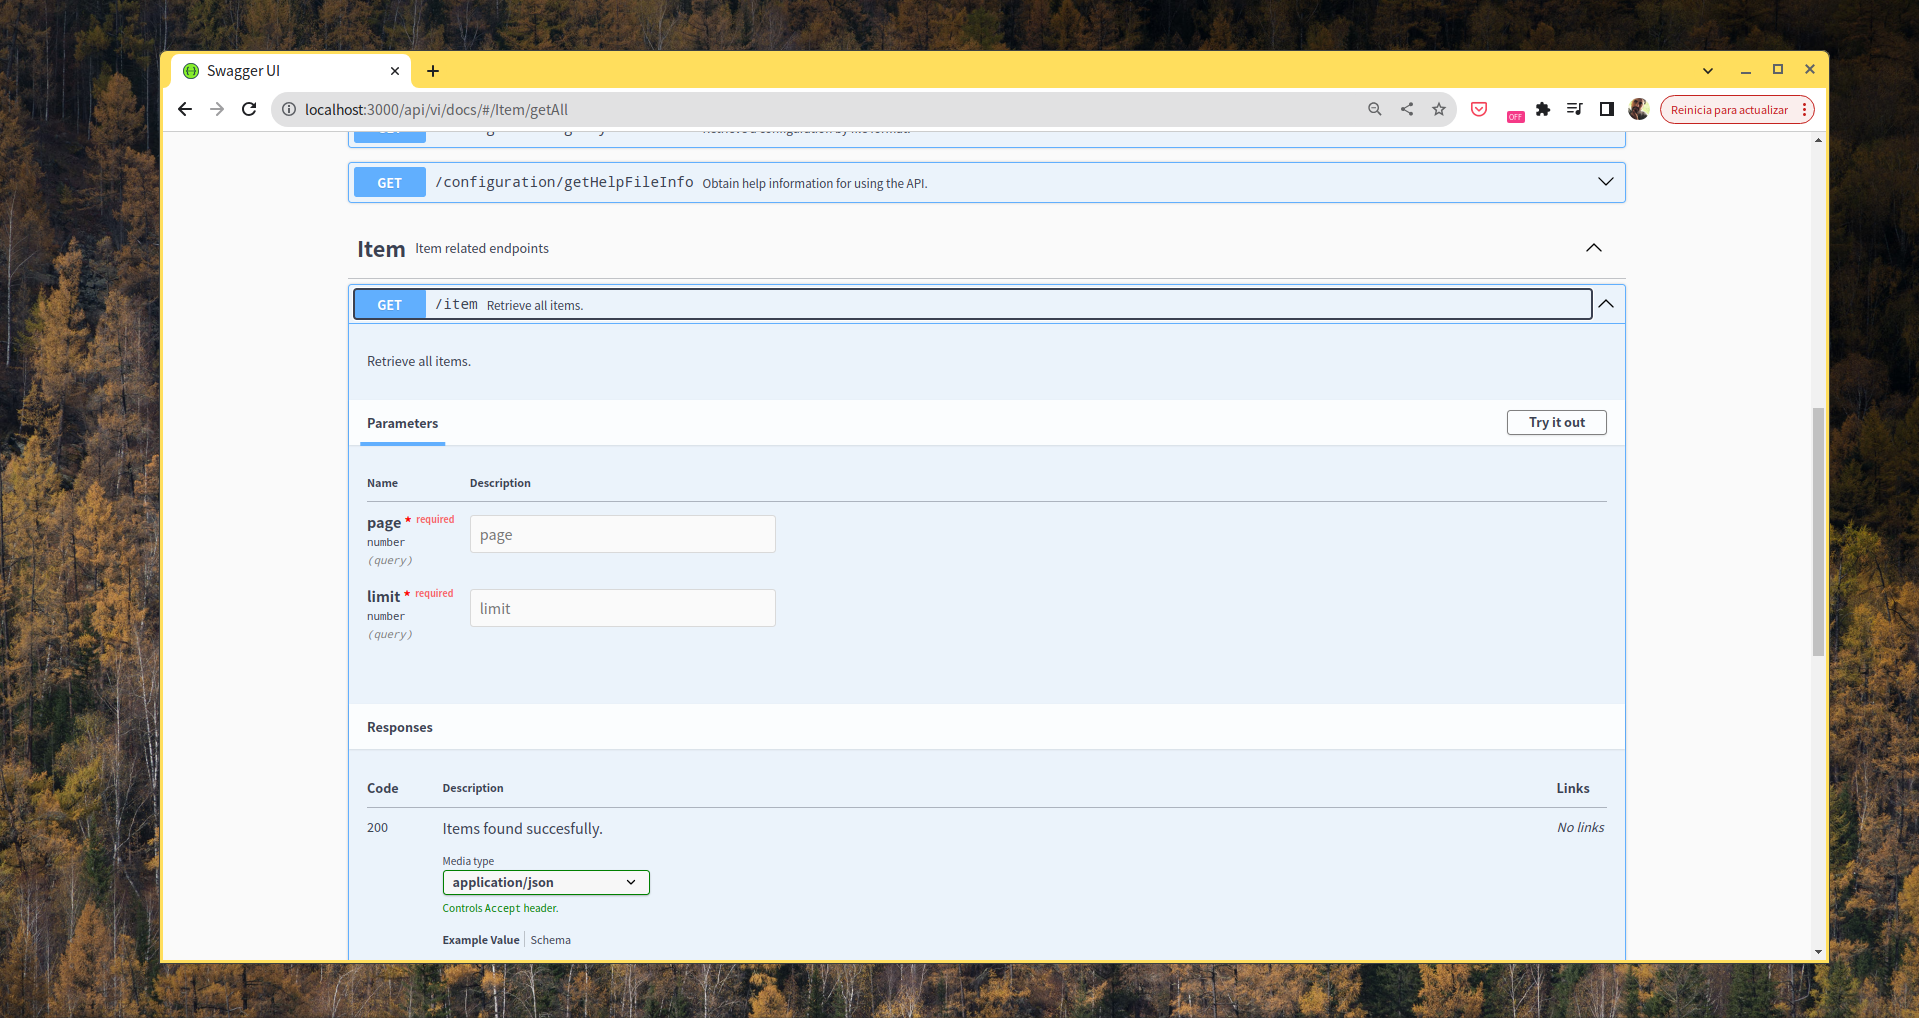 Swagger UI
localhost:3000/api/vi/docs/#/Item/getAll
OFF
Reinicia para actualizar
GET /configuration/getHelpFileInfo Obtain help information for using the API.
Item Item related endpoints
GET /item Retrieve all items.
Retrieve all items.
Parameters
Try it out
Name Description
page * required
number
(query)
page
limit * required
number
(query)
limit
Responses
Code Description Links
200 Items found succesfully. No links
Media type
application/json
Controls Accept header.
Example Value Schema